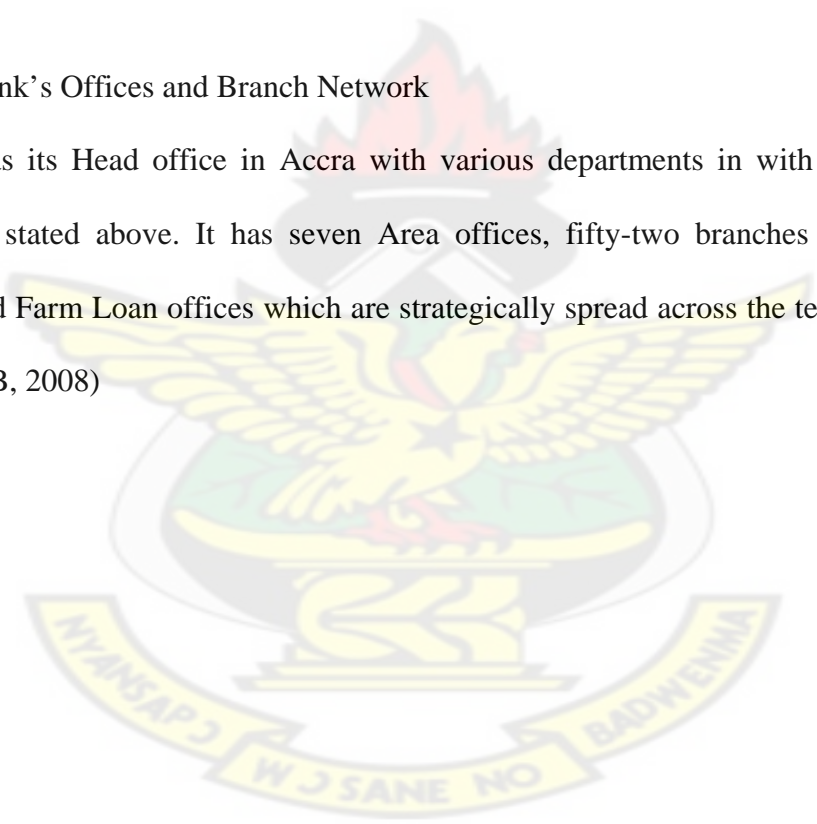 nk’s Offices and Branch Network
s its Head office in Accra with various departments in with
stated above. It has seven Area offices, fifty-two branches
d Farm Loan offices which are strategically spread across the te
B, 2008)
NYANSAPƆ WƆSANE NO BADWENMA